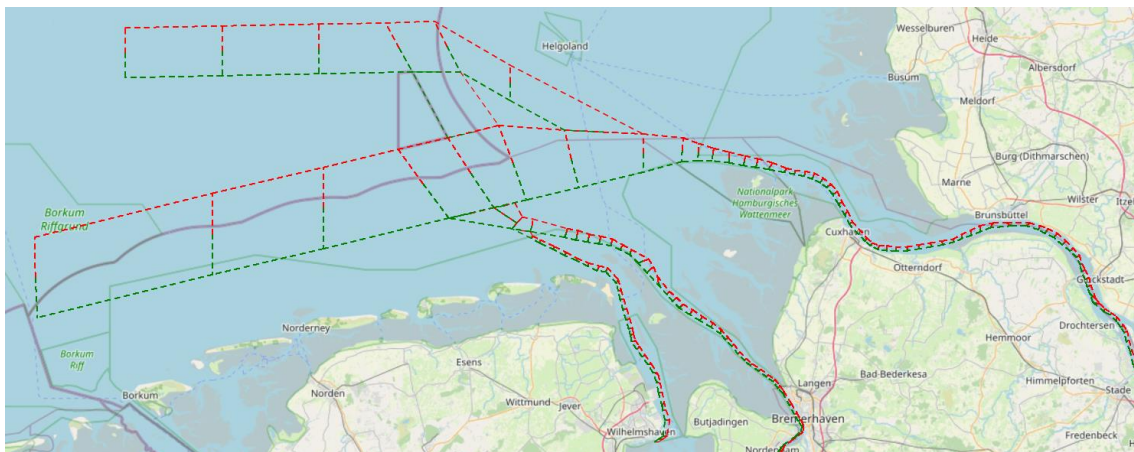 Wesselburen
Heide
Helgoland
Albersdorf
Büsum
Meldorf
Burg (Dithmarschen)
Marne
Nationalpark
Hamburgisches
Wattenmeer
Wilster
Itze
Borkum
Riffgrund
Brunsbüttel
Cuxhaven
Otterndorf
Glückstadt
Norderney
Drochtersen
Hemmoor
Borkum
Riff
Esens
Bad-Bederkesa
Himmelpforten
Langen
Stade
Borkum
Norden
Wittmund
Jever
Butjadingen
Bremerhaven
Wilhelmshaven
Fredenbeck
Nordenham